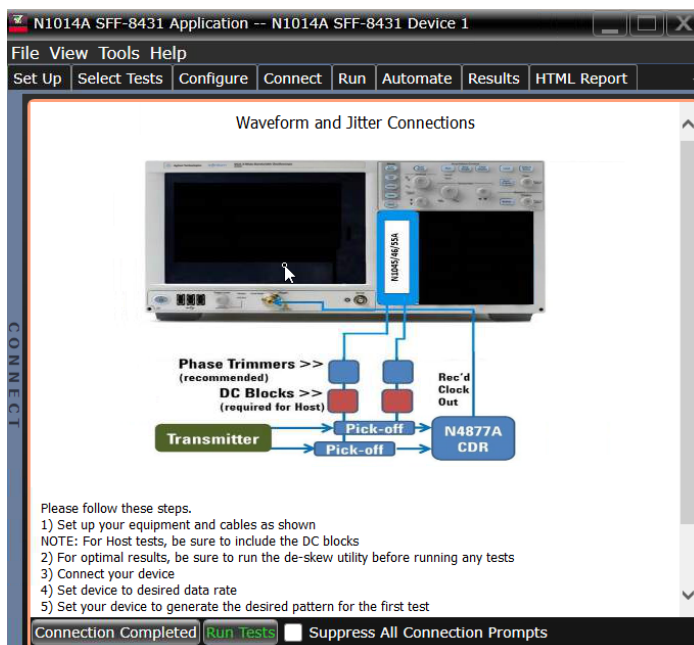 N1014A SFF-8431 Application -- N1014A SFF-8431 Device 1
File View Tools Help
Set Up Select Tests Configure Connect Run Automate Results HTML Report
CONNECT
Waveform and Jitter Connections
N1045/46/55A
Phase Trimmers >>
(recommended)
DC Blocks >>
(required for Host)
Rec'd
Clock
Out
Transmitter
Pick-off
Pick-off
N4877A
CDR
Please follow these steps.
1) Set up your equipment and cables as shown
NOTE: For Host tests, be sure to include the DC blocks
2) For optimal results, be sure to run the de-skew utility before running any tests
3) Connect your device
4) Set device to desired data rate
5) Set your device to generate the desired pattern for the first test
Connection Completed Run Tests Suppress All Connection Prompts